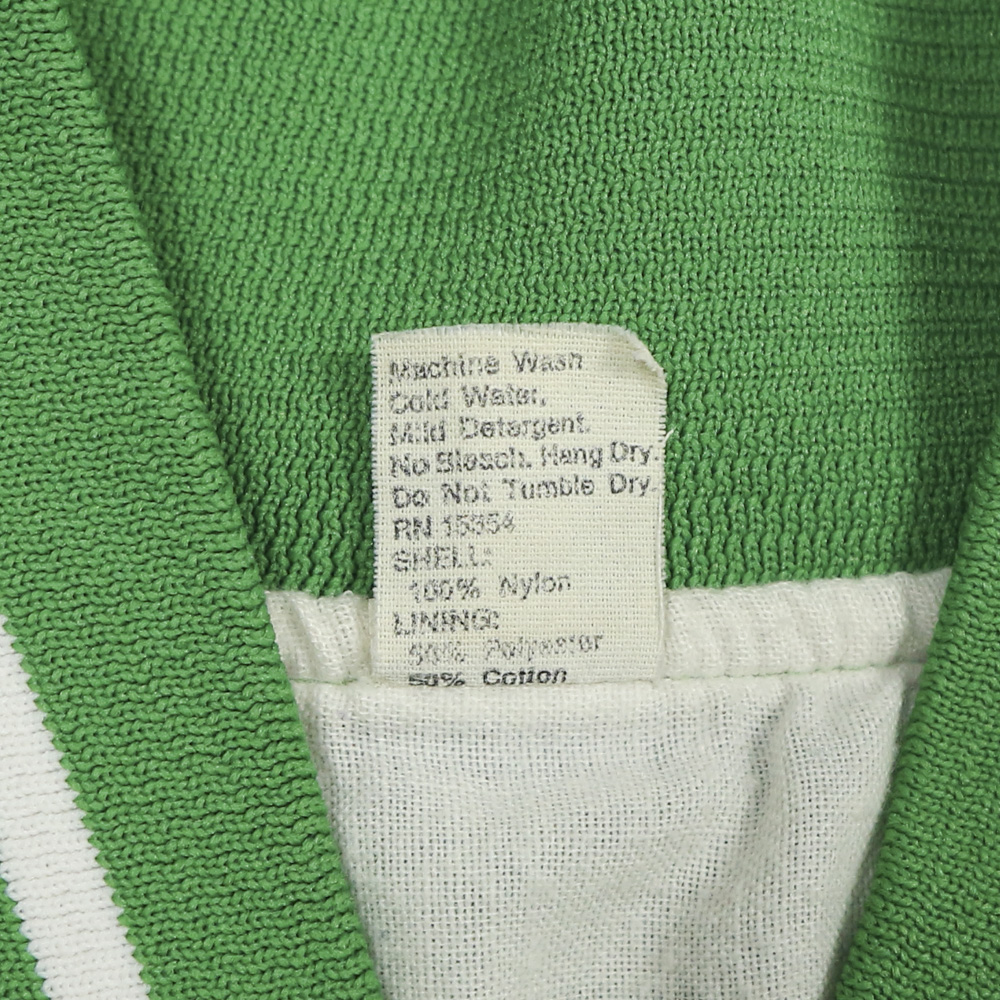 Machine Wash
Cold Water,
Mild Detergent.
No Bleach. Hang Dry.
Do Not Tumble Dry.
RN 15354
SHELL:
100% Nylon
LINING:
50% Polyester
50% Cotton